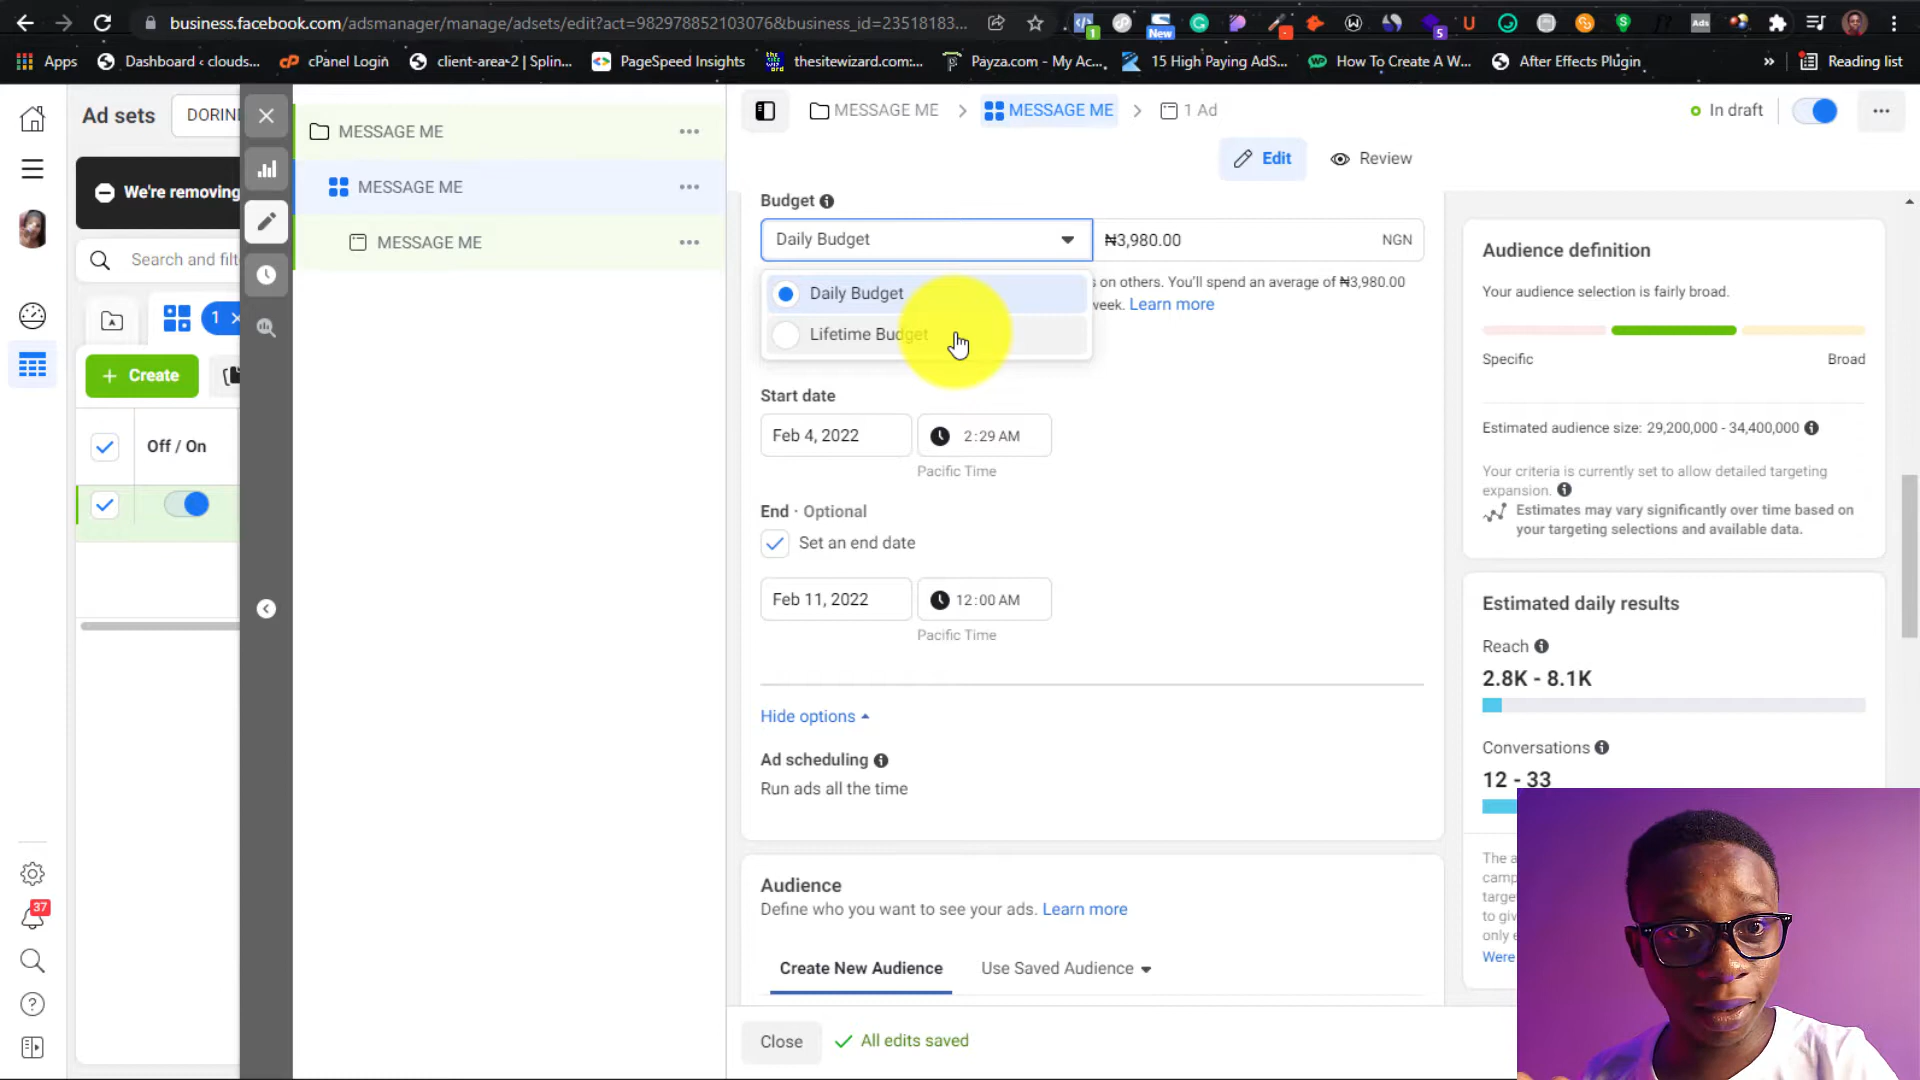 business.facebook.com/adsmanager/manage/adsets/edit?act=982978852103076&business_id=23518183...
1
New
5
Ads
Apps
Dashboard ‹ clouds...
cPanel Login
client-area-2 | Splin...
PageSpeed Insights
thesitewizard.com:...
Payza.com - My Ac...
15 High Paying AdS...
How To Create A W...
After Effects Plugin
»
Reading list
Ad sets
DORIN
We're removing
Search and filt
1 ×
+ Create
Off / On
37
MESSAGE ME
MESSAGE ME
MESSAGE ME
MESSAGE ME > MESSAGE ME > 1 Ad
In draft
Edit
Review
Budget
Daily Budget
₦3,980.00
NGN
Daily Budget
Lifetime Budget
s on others. You'll spend an average of ₦3,980.00
week. Learn more
Start date
Feb 4, 2022
2:29 AM
Pacific Time
End · Optional
Set an end date
Feb 11, 2022
12:00 AM
Pacific Time
Hide options
Ad scheduling
Run ads all the time
Audience
Define who you want to see your ads. Learn more
Create New Audience
Use Saved Audience
Close
All edits saved
Audience definition
Your audience selection is fairly broad.
Specific
Broad
Estimated audience size: 29,200,000 - 34,400,000
Your criteria is currently set to allow detailed targeting
expansion.
Estimates may vary significantly over time based on
your targeting selections and available data.
Estimated daily results
Reach
2.8K - 8.1K
Conversations
12 - 33
The a
camp
targe
to giv
only e
Were